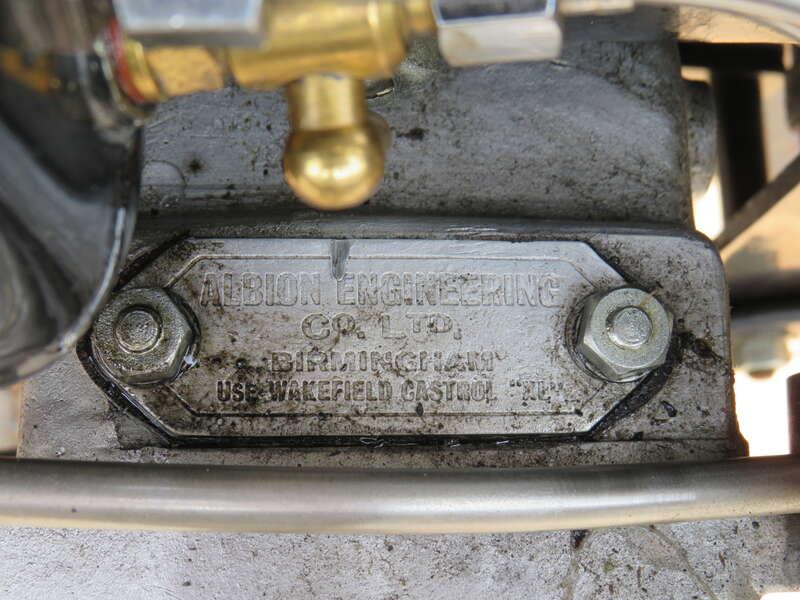 ALBION ENGINEERING
CO. LTD.
BIRMINGHAM
USE WAKEFIELD CASTROL "XL"